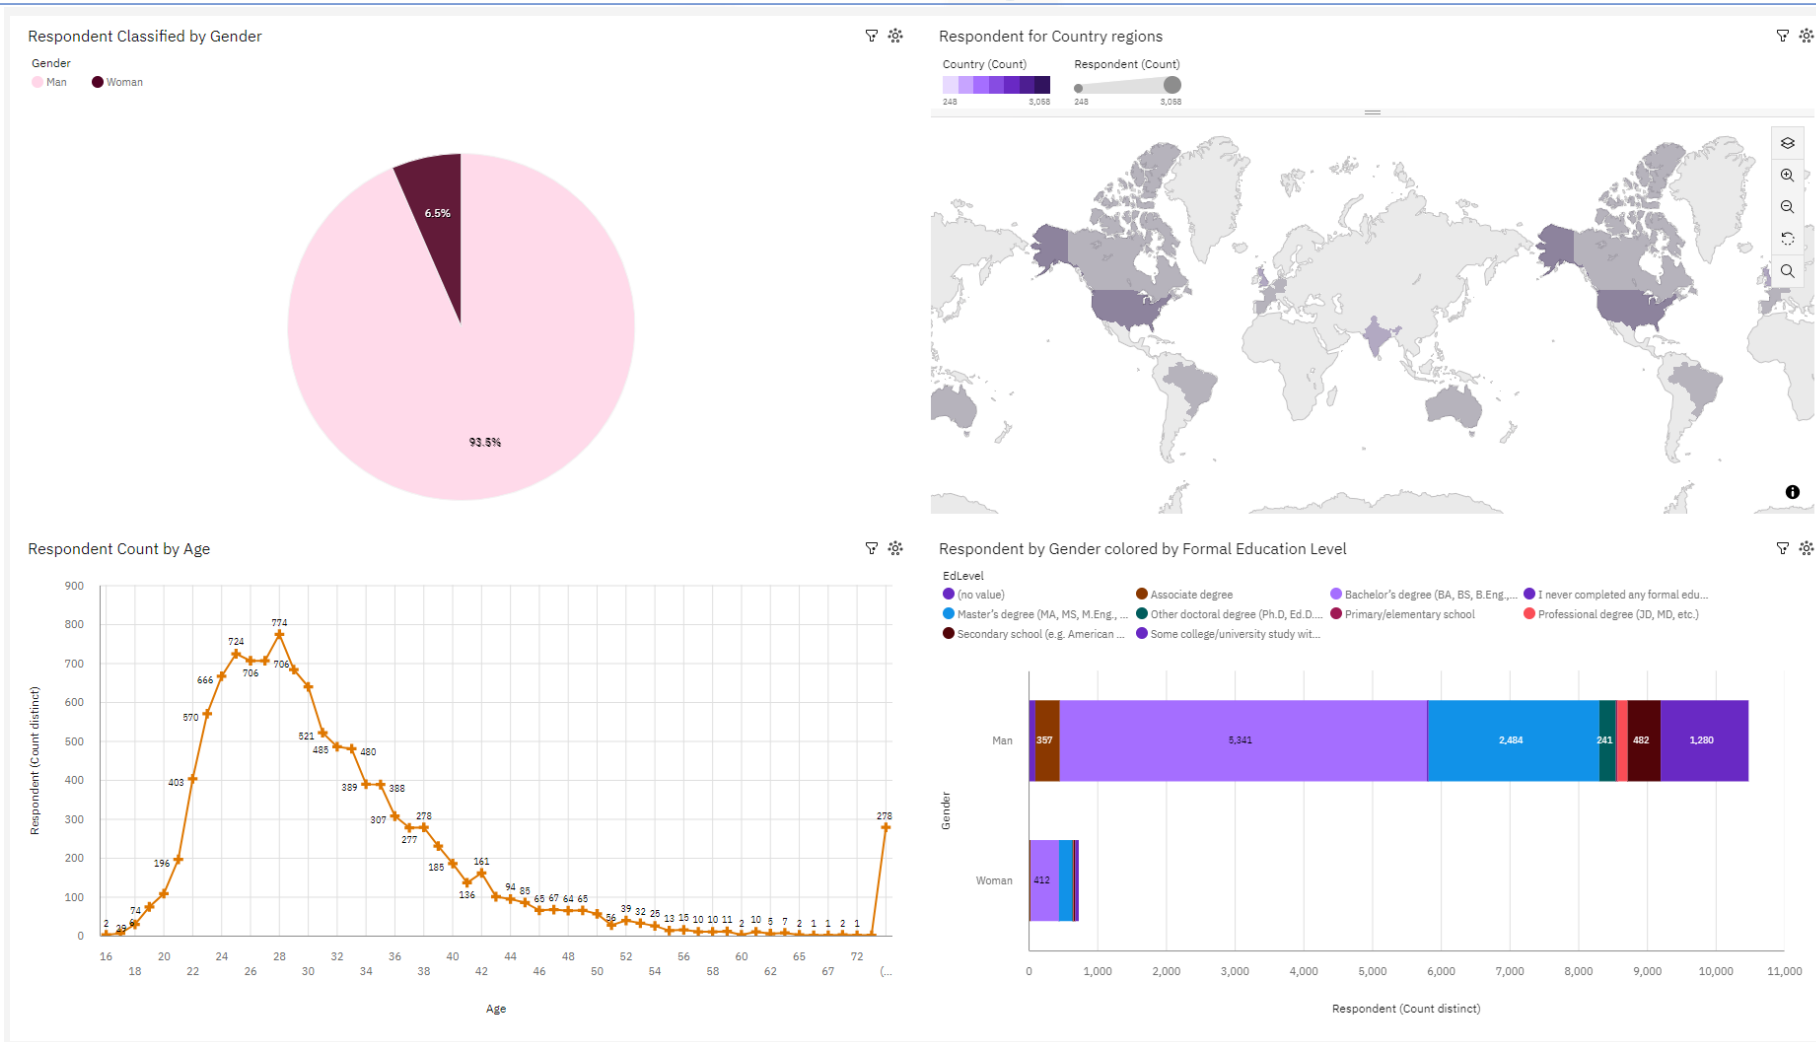 Respondent Classified by Gender
Gender
Man Woman
6.5%
93.5%
Respondent for Country regions
Country (Count) Respondent (Count)
248 3,058 248 3,058
Respondent Count by Age
Respondent (Count distinct)
900
800
700
600
500
400
300
200
100
0
2 29 6 74 196 403 570 666 724 706 774 706 521 485 480 389 388 307 277 278 185 136 161 94 85 65 67 64 65 56 39 32 25 13 15 10 10 11 2 10 5 7 2 1 1 2 1 278
16 20 24 28 32 36 40 44 48 52 56 60 65 72
18 22 26 30 34 38 42 46 50 54 58 62 67 (...
Age
Respondent by Gender colored by Formal Education Level
EdLevel
(no value) Associate degree Bachelor's degree (BA, BS, B.Eng.,... I never completed any formal edu...
Master's degree (MA, MS, M.Eng., ... Other doctoral degree (Ph.D, Ed.D.... Primary/elementary school Professional degree (JD, MD, etc.)
Secondary school (e.g. American ... Some college/university study wit...
Gender
Man 357 5,341 2,484 241 482 1,280
Woman 412
0 1,000 2,000 3,000 4,000 5,000 6,000 7,000 8,000 9,000 10,000 11,000
Respondent (Count distinct)